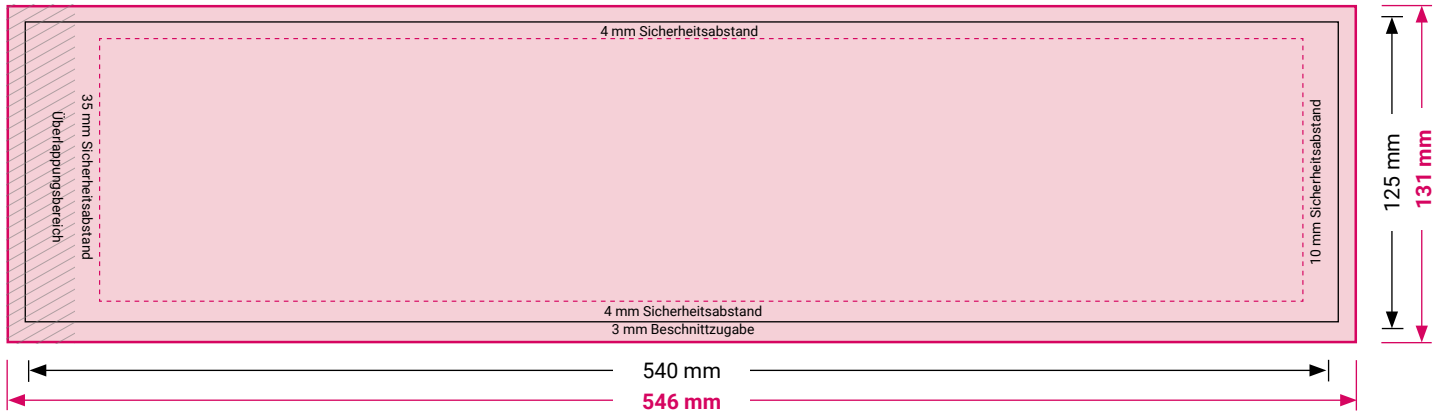 4 mm Sicherheitsabstand
Überlappungsbereich
35 mm Sicherheitsabstand
10 mm Sicherheitsabstand
125 mm
131 mm
4 mm Sicherheitsabstand
3 mm Beschnittzugabe
540 mm
546 mm